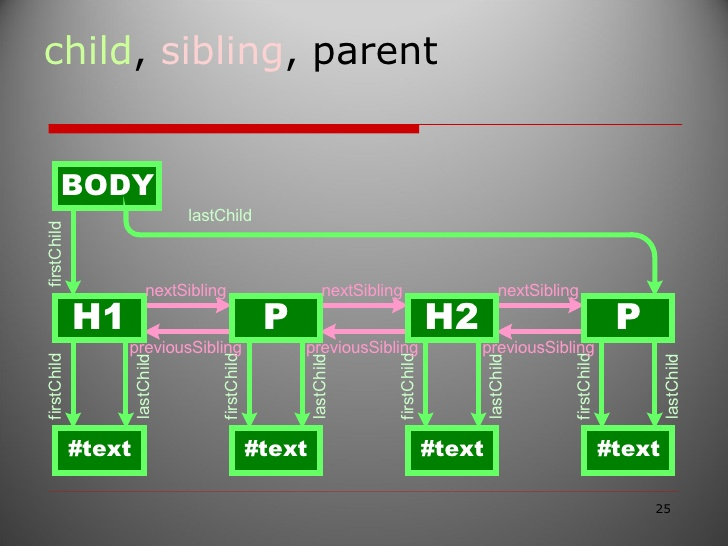 child, sibling, parent
BODY
lastChild
firstChild
nextSibling
nextSibling
nextSibling
H1
P
H2
P
previousSibling
previousSibling
previousSibling
firstChild
lastChild
firstChild
lastChild
firstChild
lastChild
firstChild
lastChild
#text
#text
#text
#text
25